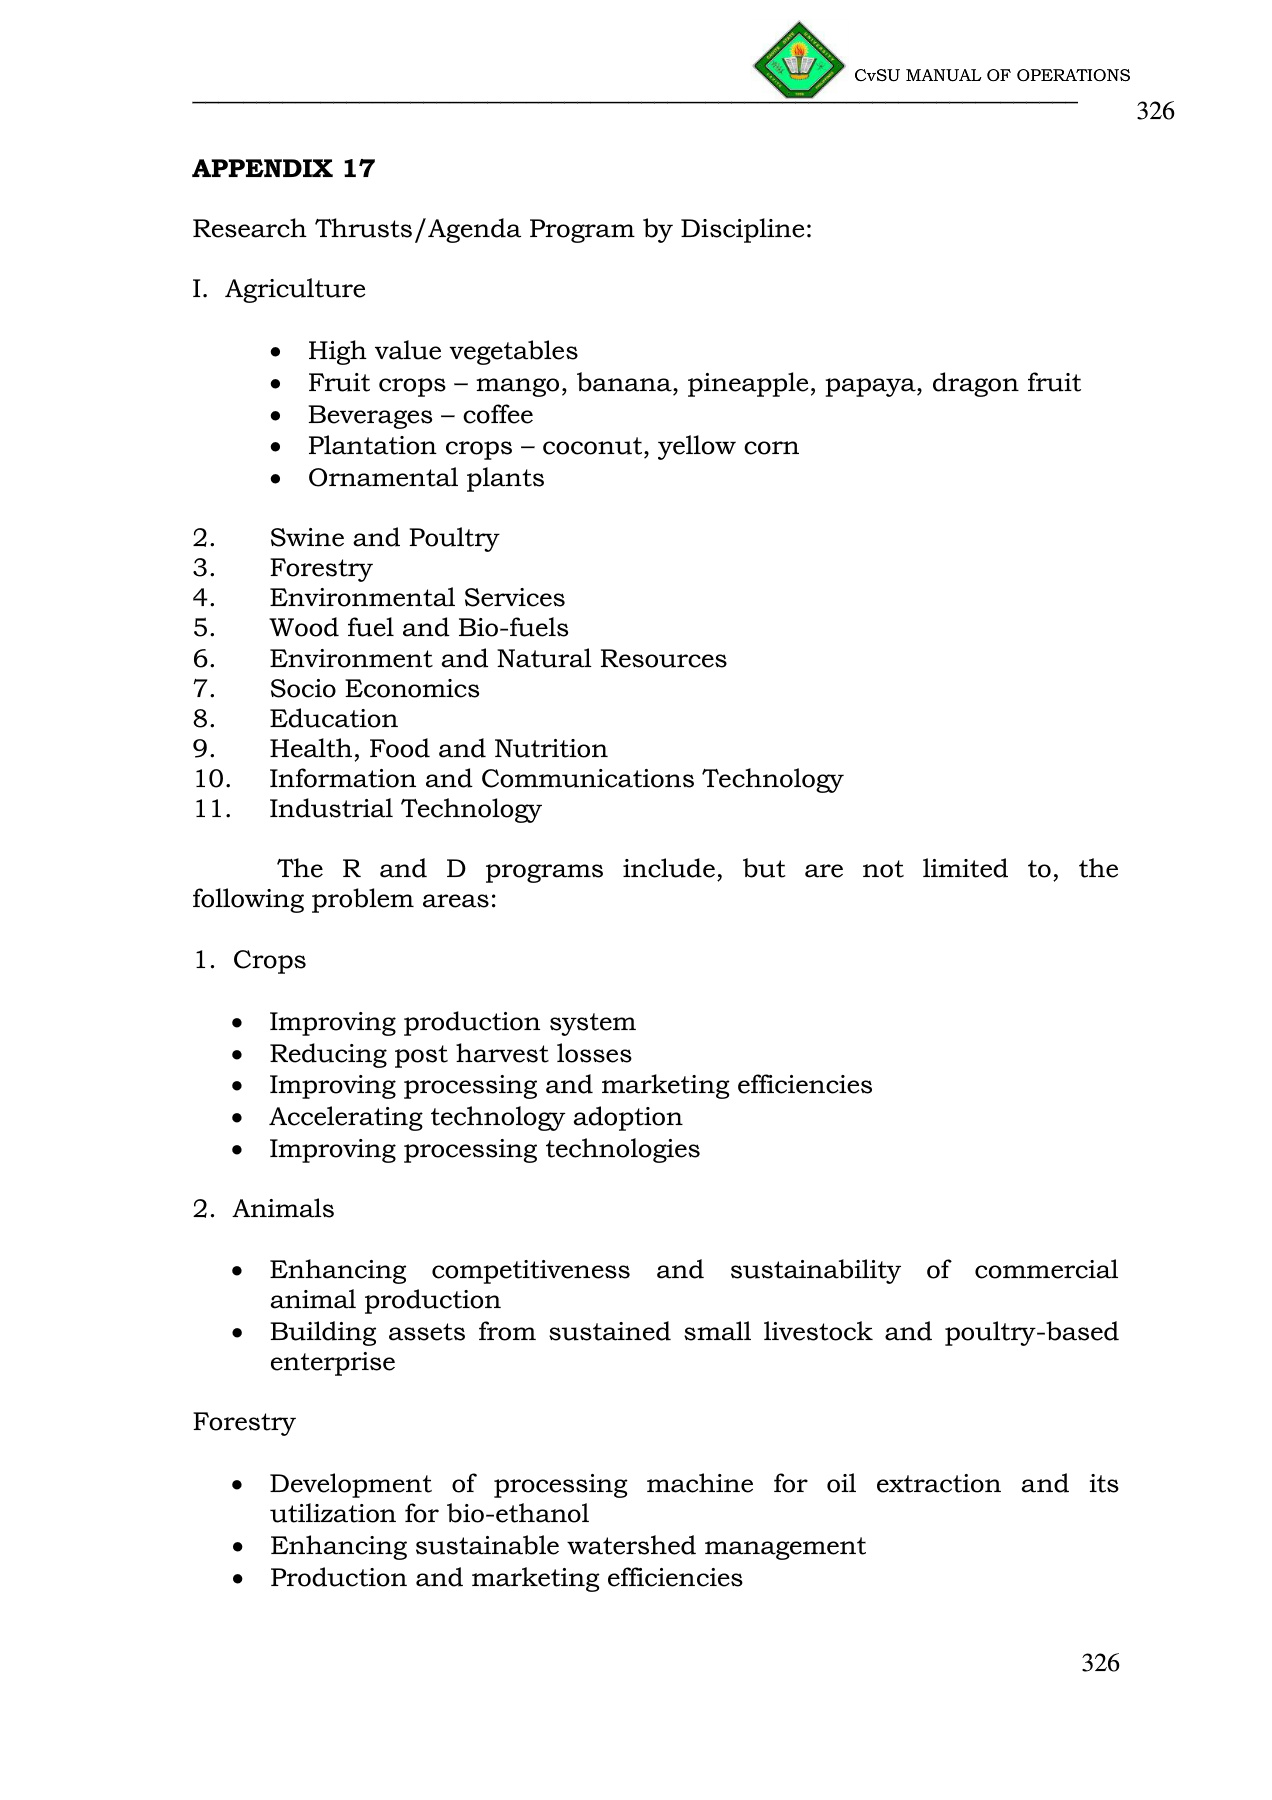 CvSU MANUAL OF OPERATIONS
326
APPENDIX 17
Research Thrusts/Agenda Program by Discipline:
I. Agriculture
• High value vegetables
• Fruit crops – mango, banana, pineapple, papaya, dragon fruit
• Beverages – coffee
• Plantation crops – coconut, yellow corn
• Ornamental plants
2. Swine and Poultry
3. Forestry
4. Environmental Services
5. Wood fuel and Bio-fuels
6. Environment and Natural Resources
7. Socio Economics
8. Education
9. Health, Food and Nutrition
10. Information and Communications Technology
11. Industrial Technology
The R and D programs include, but are not limited to, the
following problem areas:
1. Crops
• Improving production system
• Reducing post harvest losses
• Improving processing and marketing efficiencies
• Accelerating technology adoption
• Improving processing technologies
2. Animals
• Enhancing competitiveness and sustainability of commercial
animal production
• Building assets from sustained small livestock and poultry-based
enterprise
Forestry
• Development of processing machine for oil extraction and its
utilization for bio-ethanol
• Enhancing sustainable watershed management
• Production and marketing efficiencies
326